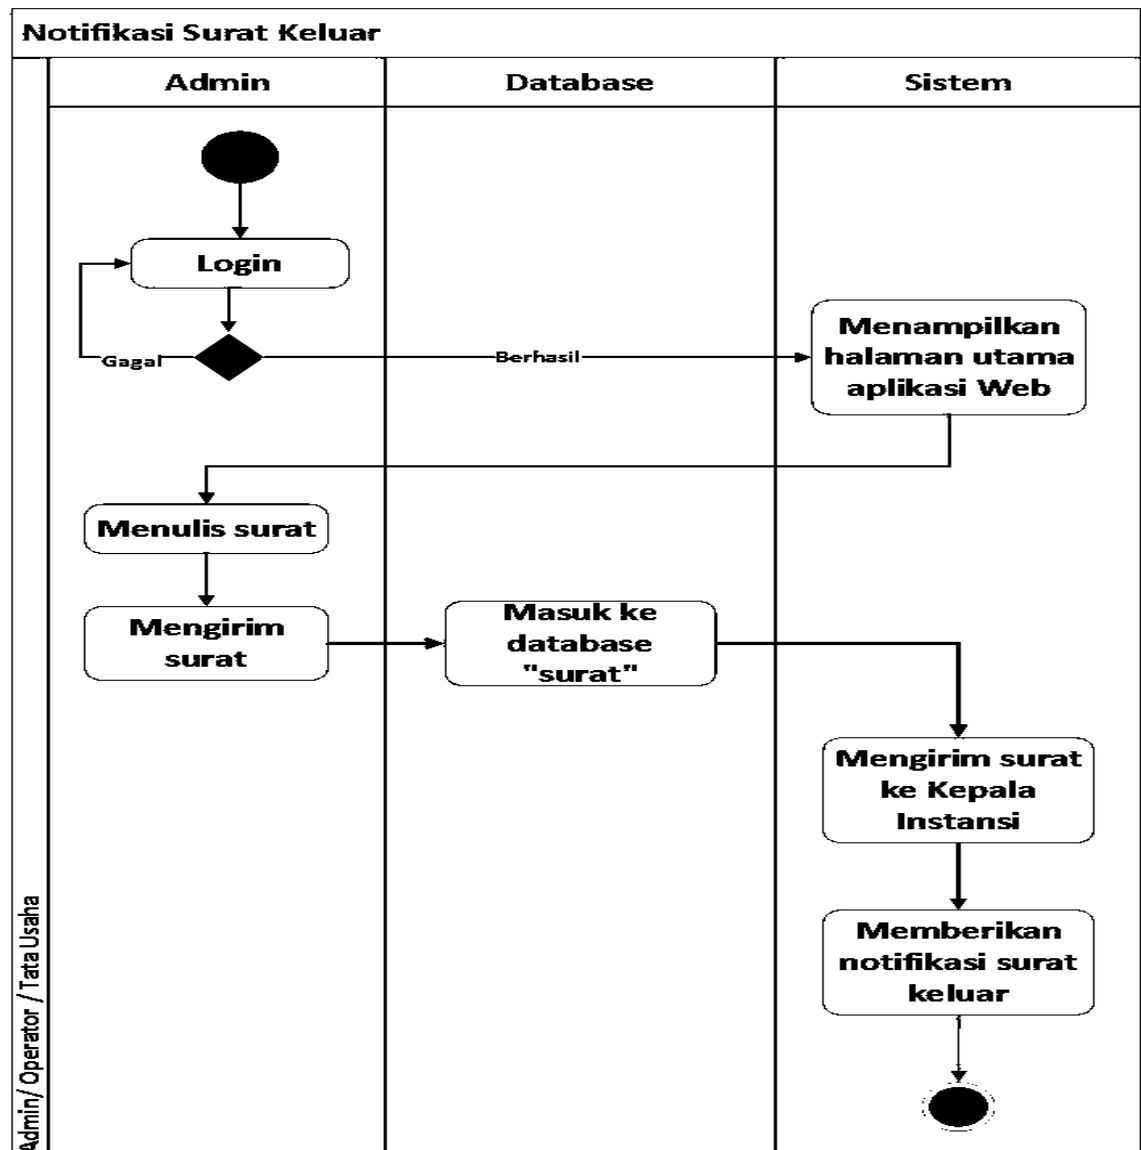 Notifikasi Surat Keluar
Admin
Database
Sistem
Login
Gagal
Berhasil
Menampilkan
halaman utama
aplikasi Web
Menulis surat
Mengirim
surat
Masuk ke
database
"surat"
Mengirim surat
ke Kepala
Instansi
Memberikan
notifikasi surat
keluar
Admin/ Operator / Tata Usaha